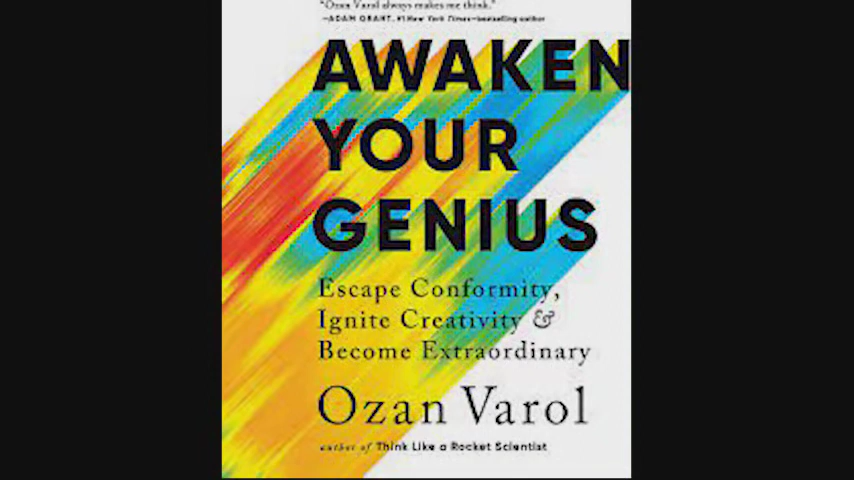 "Ozan Varol always makes me think."
—ADAM GRANT, #1 New York Times—bestselling author
AWAKEN
YOUR
GENIUS
Escape Conformity,
Ignite Creativity &
Become Extraordinary
Ozan Varol
author of Think Like a Rocket Scientist